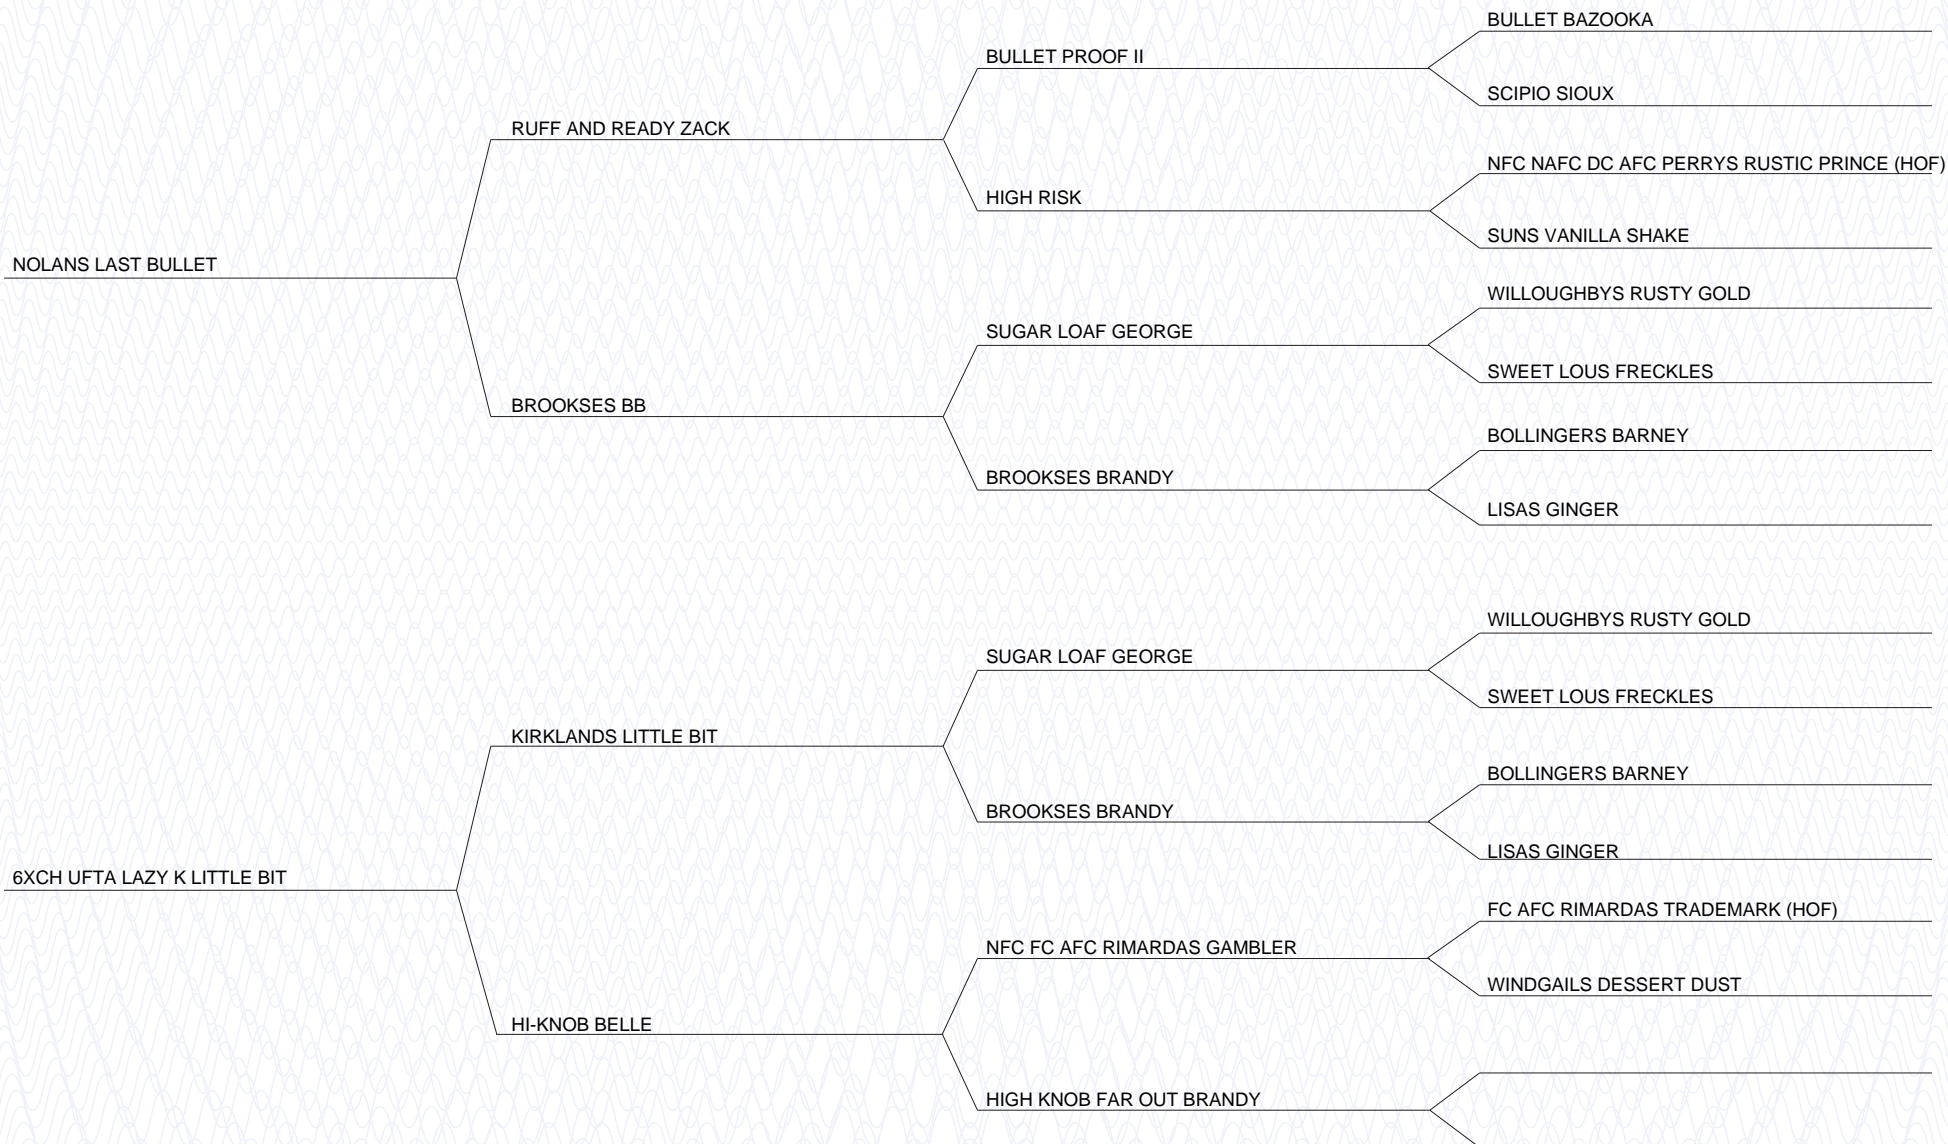 BULLET BAZOOKA
BULLET PROOF II
SCIPIO SIOUX
RUFF AND READY ZACK
NFC NAFC DC AFC PERRYS RUSTIC PRINCE (HOF)
HIGH RISK
SUNS VANILLA SHAKE
NOLANS LAST BULLET
WILLOUGHBYS RUSTY GOLD
SUGAR LOAF GEORGE
SWEET LOUS FRECKLES
BROOKSES BB
BOLLINGERS BARNEY
BROOKSES BRANDY
LISAS GINGER
WILLOUGHBYS RUSTY GOLD
SUGAR LOAF GEORGE
SWEET LOUS FRECKLES
KIRKLANDS LITTLE BIT
BOLLINGERS BARNEY
BROOKSES BRANDY
LISAS GINGER
6XCH UFTA LAZY K LITTLE BIT
FC AFC RIMARDAS TRADEMARK (HOF)
NFC FC AFC RIMARDAS GAMBLER
WINDGAILS DESSERT DUST
HI-KNOB BELLE
HIGH KNOB FAR OUT BRANDY